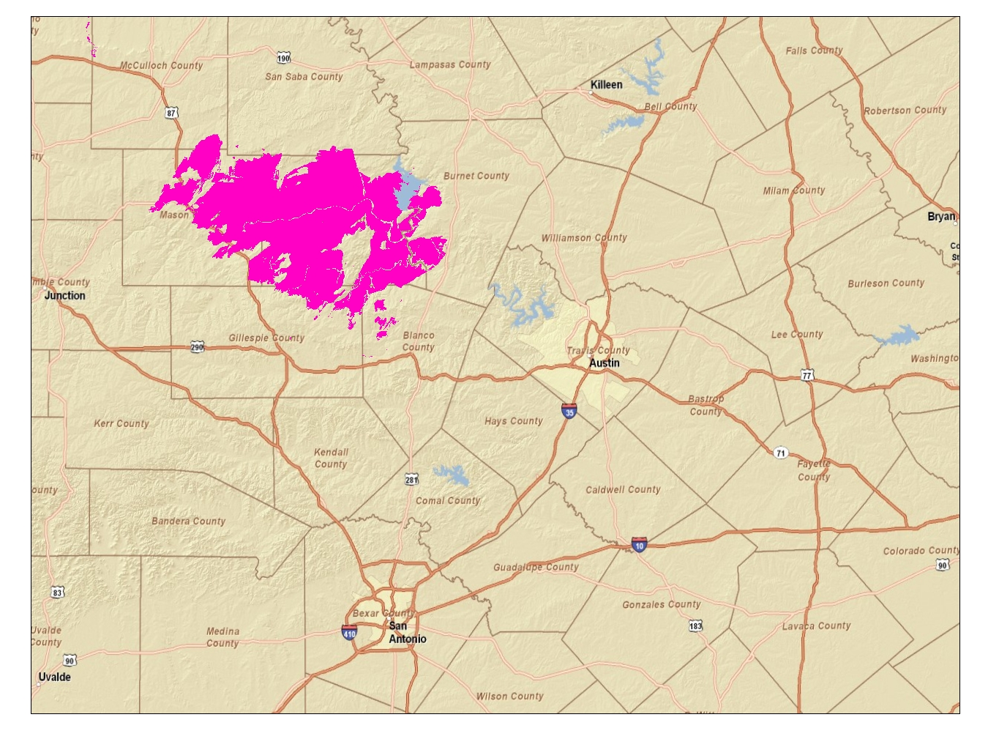 Falls County
McCulloch County
190
San Saba County
Lampasas County
Killeen
Bell County
87
Robertson County
Burnet County
Milam County
Mason
Bryan
Williamson County
Co
St
County
Burleson County
Junction
Gillespie County
290
Blanco
County
Lee County
Travis County
Austin
Washingto
77
Bastrop
County
35
Hays County
Kerr County
Kendall
County
71
Fayette
County
281
Caldwell County
ounty
Comal County
Bandera County
10
Colorado County
90
Guadalupe County
83
Gonzales County
Bexar County
San
Antonio
410
183
Lavaca County
Uvalde
County
Medina
County
90
Uvalde
Wilson County